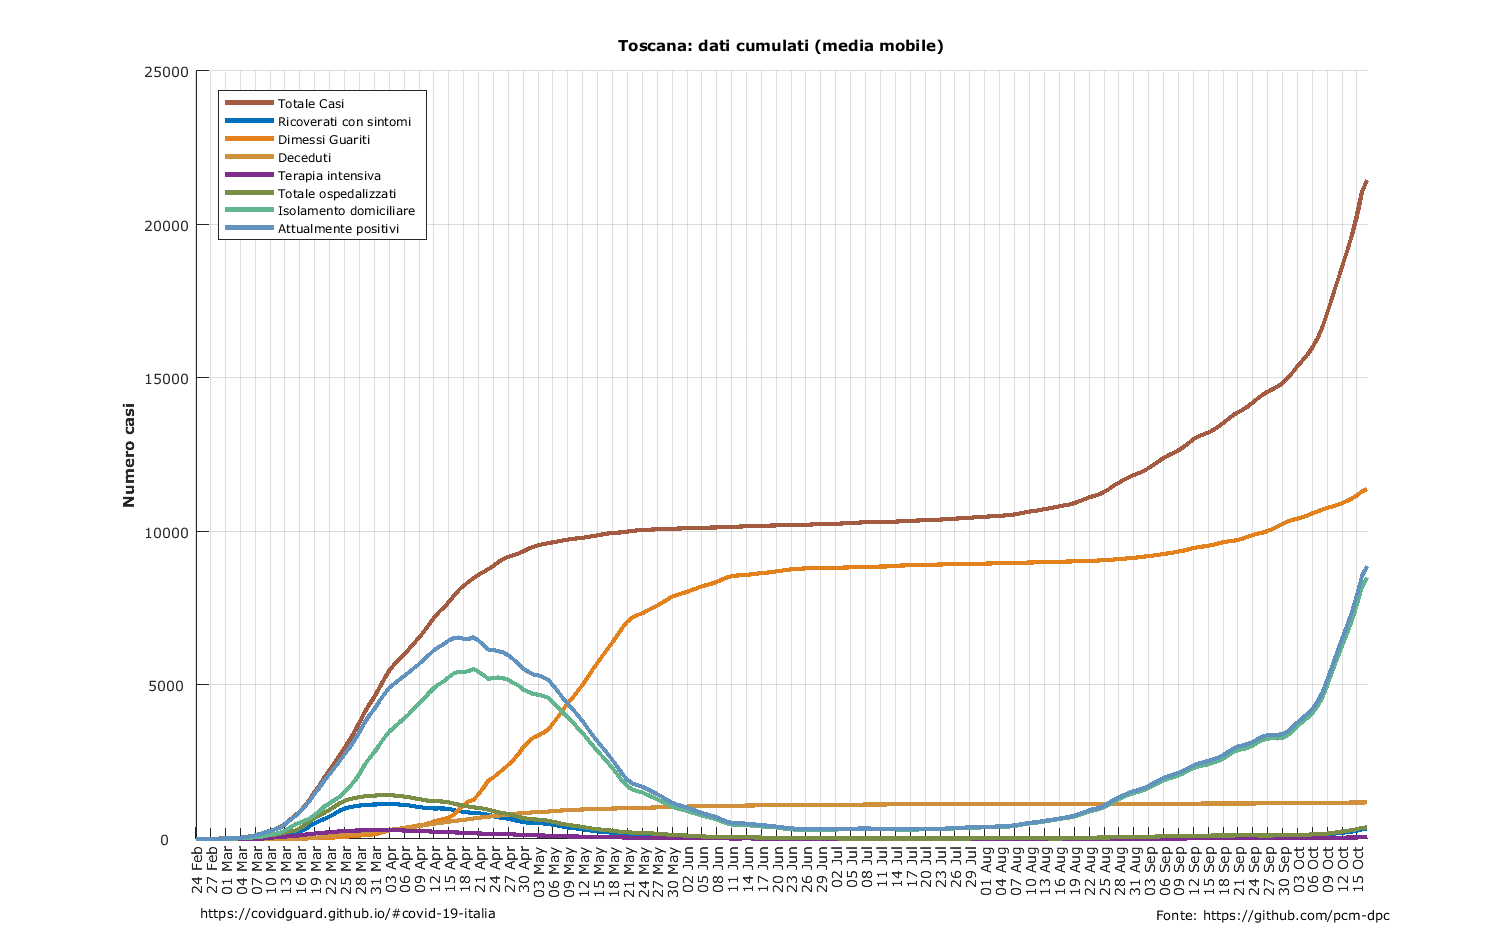 Toscana: dati cumulati (media mobile)
25000
20000
15000
10000
5000
0
Numero casi
Totale Casi
Ricoverati con sintomi
Dimessi Guariti
Deceduti
Terapia intensiva
Totale ospedalizzati
Isolamento domiciliare
Attualmente positivi
24 Feb
27 Feb
01 Mar
04 Mar
07 Mar
10 Mar
13 Mar
16 Mar
19 Mar
22 Mar
25 Mar
28 Mar
31 Mar
03 Apr
06 Apr
09 Apr
12 Apr
15 Apr
18 Apr
21 Apr
24 Apr
27 Apr
30 Apr
03 May
06 May
09 May
12 May
15 May
18 May
21 May
24 May
27 May
30 May
02 Jun
05 Jun
08 Jun
11 Jun
14 Jun
17 Jun
20 Jun
23 Jun
26 Jun
29 Jun
02 Jul
05 Jul
08 Jul
11 Jul
14 Jul
17 Jul
20 Jul
23 Jul
26 Jul
29 Jul
01 Aug
04 Aug
07 Aug
10 Aug
13 Aug
16 Aug
19 Aug
22 Aug
25 Aug
28 Aug
31 Aug
03 Sep
06 Sep
09 Sep
12 Sep
15 Sep
18 Sep
21 Sep
24 Sep
27 Sep
30 Sep
03 Oct
06 Oct
09 Oct
12 Oct
15 Oct
https://covidguard.github.io/#covid-19-italia
Fonte: https://github.com/pcm-dpc